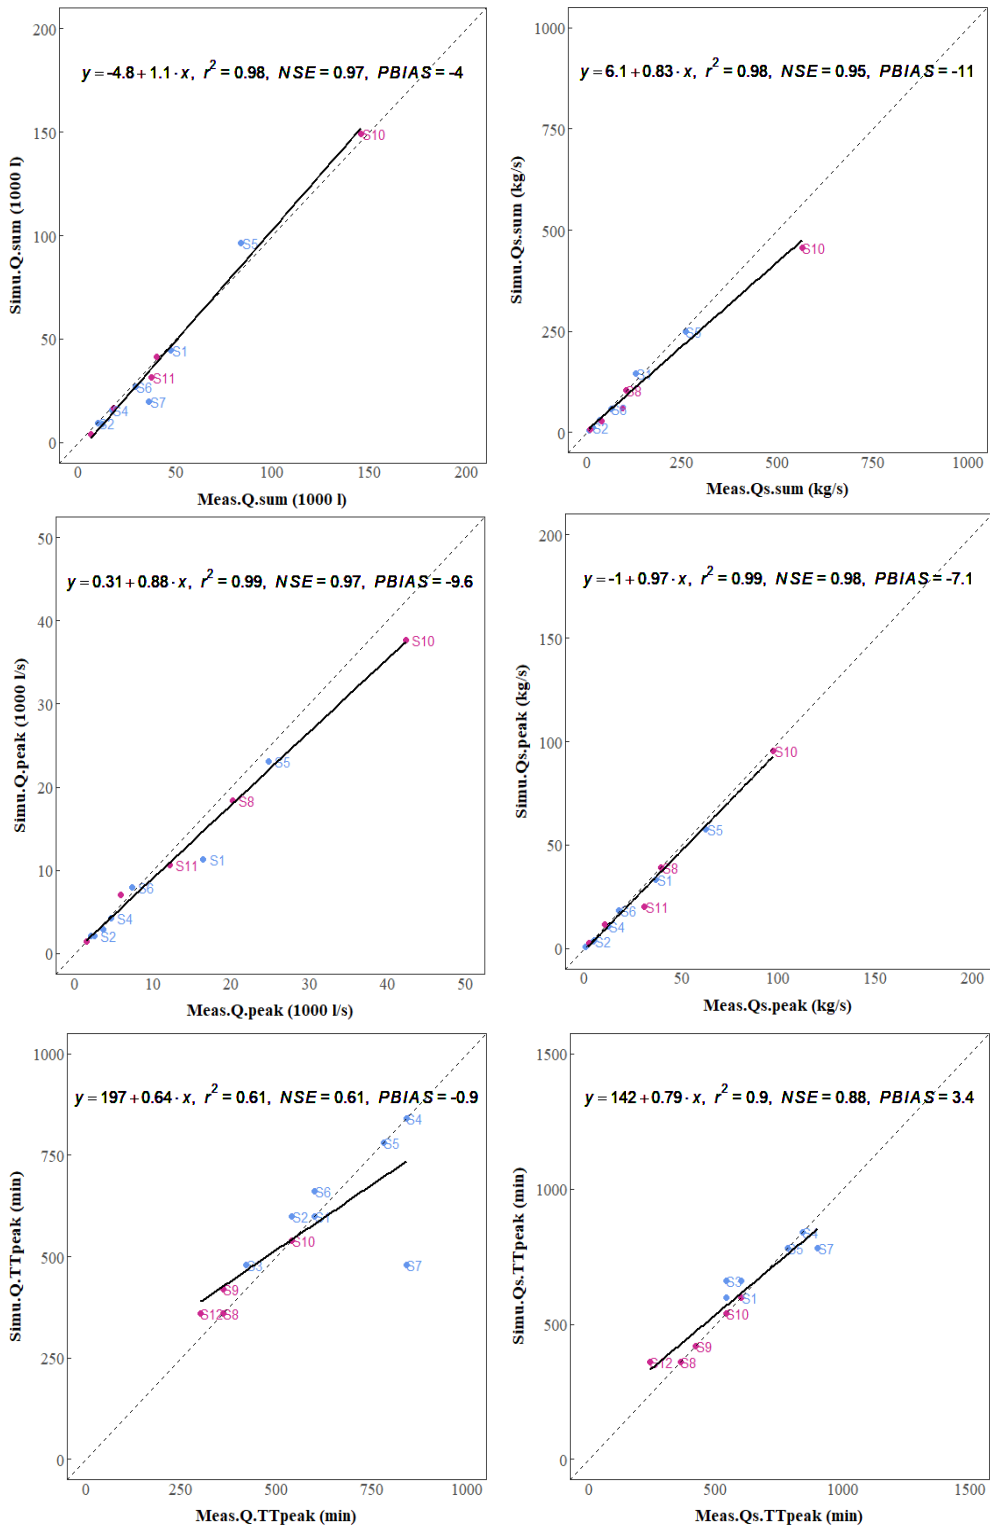 y = -4.8 + 1.1 · x, r² = 0.98, NSE = 0.97, PBIAS = -4
200
150
100
50
0
Simu.Q.sum (1000 l)
S10
S5
S1
S11
S6
S7
S4
S2
0 50 100 150 200
Meas.Q.sum (1000 l)
y = 6.1 + 0.83 · x, r² = 0.98, NSE = 0.95, PBIAS = -11
1000
750
500
250
0
Simu.Qs.sum (kg/s)
S10
S5
S1
S8
S6
S2
0 250 500 750 1000
Meas.Qs.sum (kg/s)
y = 0.31 + 0.88 · x, r² = 0.99, NSE = 0.97, PBIAS = -9.6
50
40
30
20
10
0
Simu.Q.peak (1000 l/s)
S10
S5
S8
S1
S11
S6
S4
S2
0 10 20 30 40 50
Meas.Q.peak (1000 l/s)
y = -1 + 0.97 · x, r² = 0.99, NSE = 0.98, PBIAS = -7.1
200
150
100
50
0
Simu.Qs.peak (kg/s)
S10
S5
S8
S1
S11
S6
S4
S2
0 50 100 150 200
Meas.Qs.peak (kg/s)
y = 197 + 0.64 · x, r² = 0.61, NSE = 0.61, PBIAS = -0.9
1000
750
500
250
0
Simu.Q.TTpeak (min)
S4
S5
S6
S2 S1
S10
S3
S7
S9
S12 S8
0 250 500 750 1000
Meas.Q.TTpeak (min)
y = 142 + 0.79 · x, r² = 0.9, NSE = 0.88, PBIAS = 3.4
1500
1000
500
0
Simu.Qs.TTpeak (min)
S4
S5 S7
S3
S1
S10
S9
S12 S8
0 500 1000 1500
Meas.Qs.TTpeak (min)